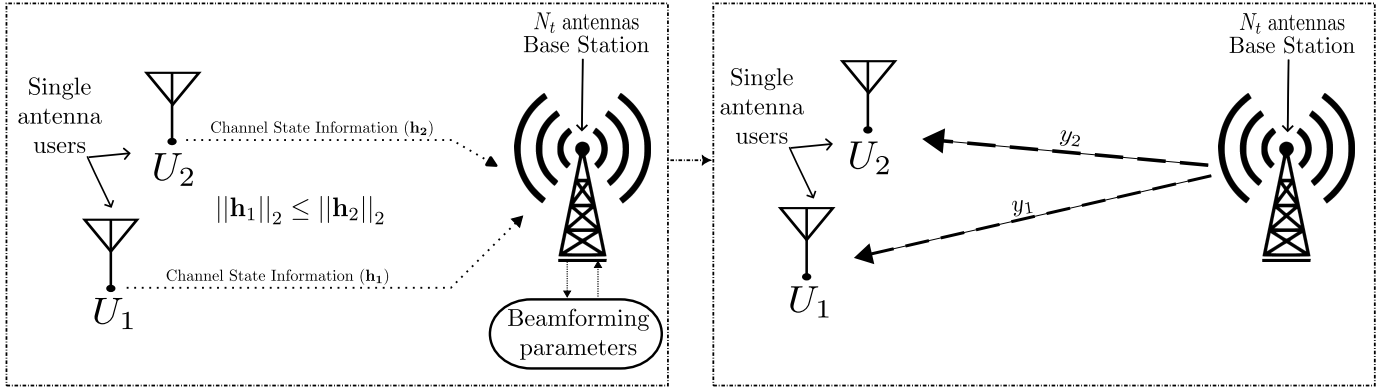 N_t antennas
Base Station
Single
antenna
users
U_2
Channel State Information (h_2)
||h_1||_2 ≤ ||h_2||_2
Channel State Information (h_1)
U_1
Beamforming
parameters
N_t antennas
Base Station
Single
antenna
users
U_2
y_2
y_1
U_1